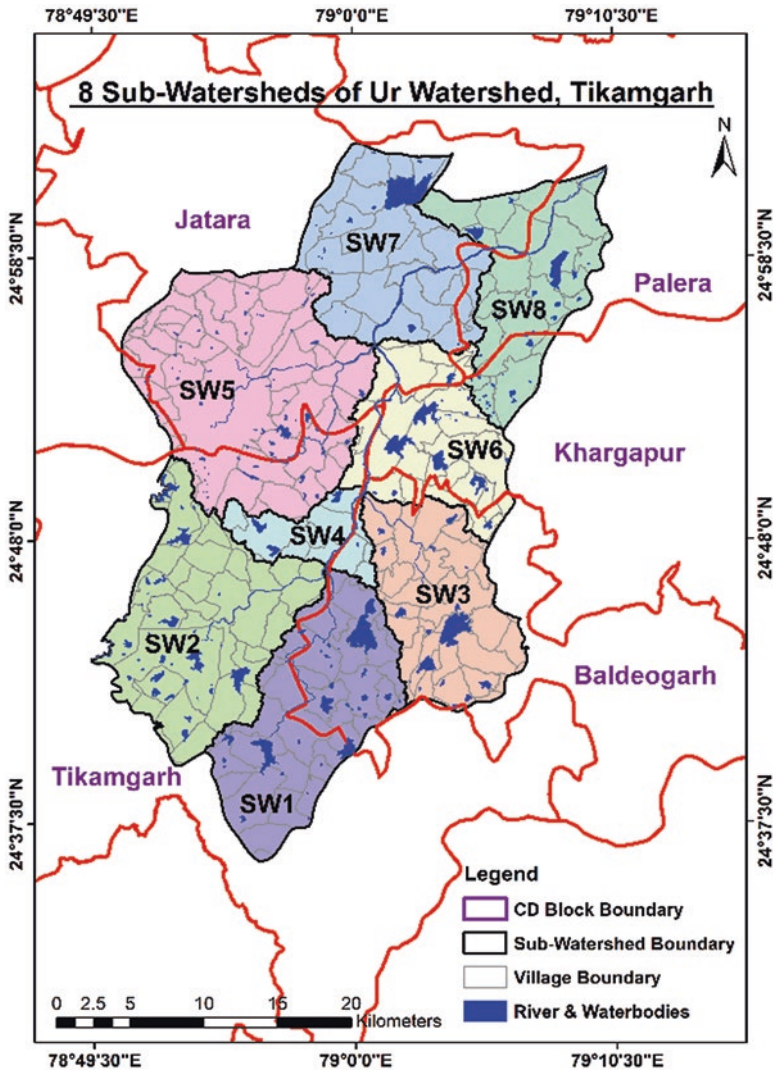 78°49'30"E 79°0'0"E 79°10'30"E
8 Sub-Watersheds of Ur Watershed, Tikamgarh
N
Jatara
SW7
24°58'30"N
24°58'30"N
Palera
SW8
SW5
SW6
Khargapur
24°48'0"N
24°48'0"N
SW4
SW3
SW2
Baldeogarh
Tikamgarh
SW1
24°37'30"N
24°37'30"N
Legend
CD Block Boundary
Sub-Watershed Boundary
Village Boundary
River & Waterbodies
0 2.5 5 10 15 20
Kilometers
78°49'30"E 79°0'0"E 79°10'30"E